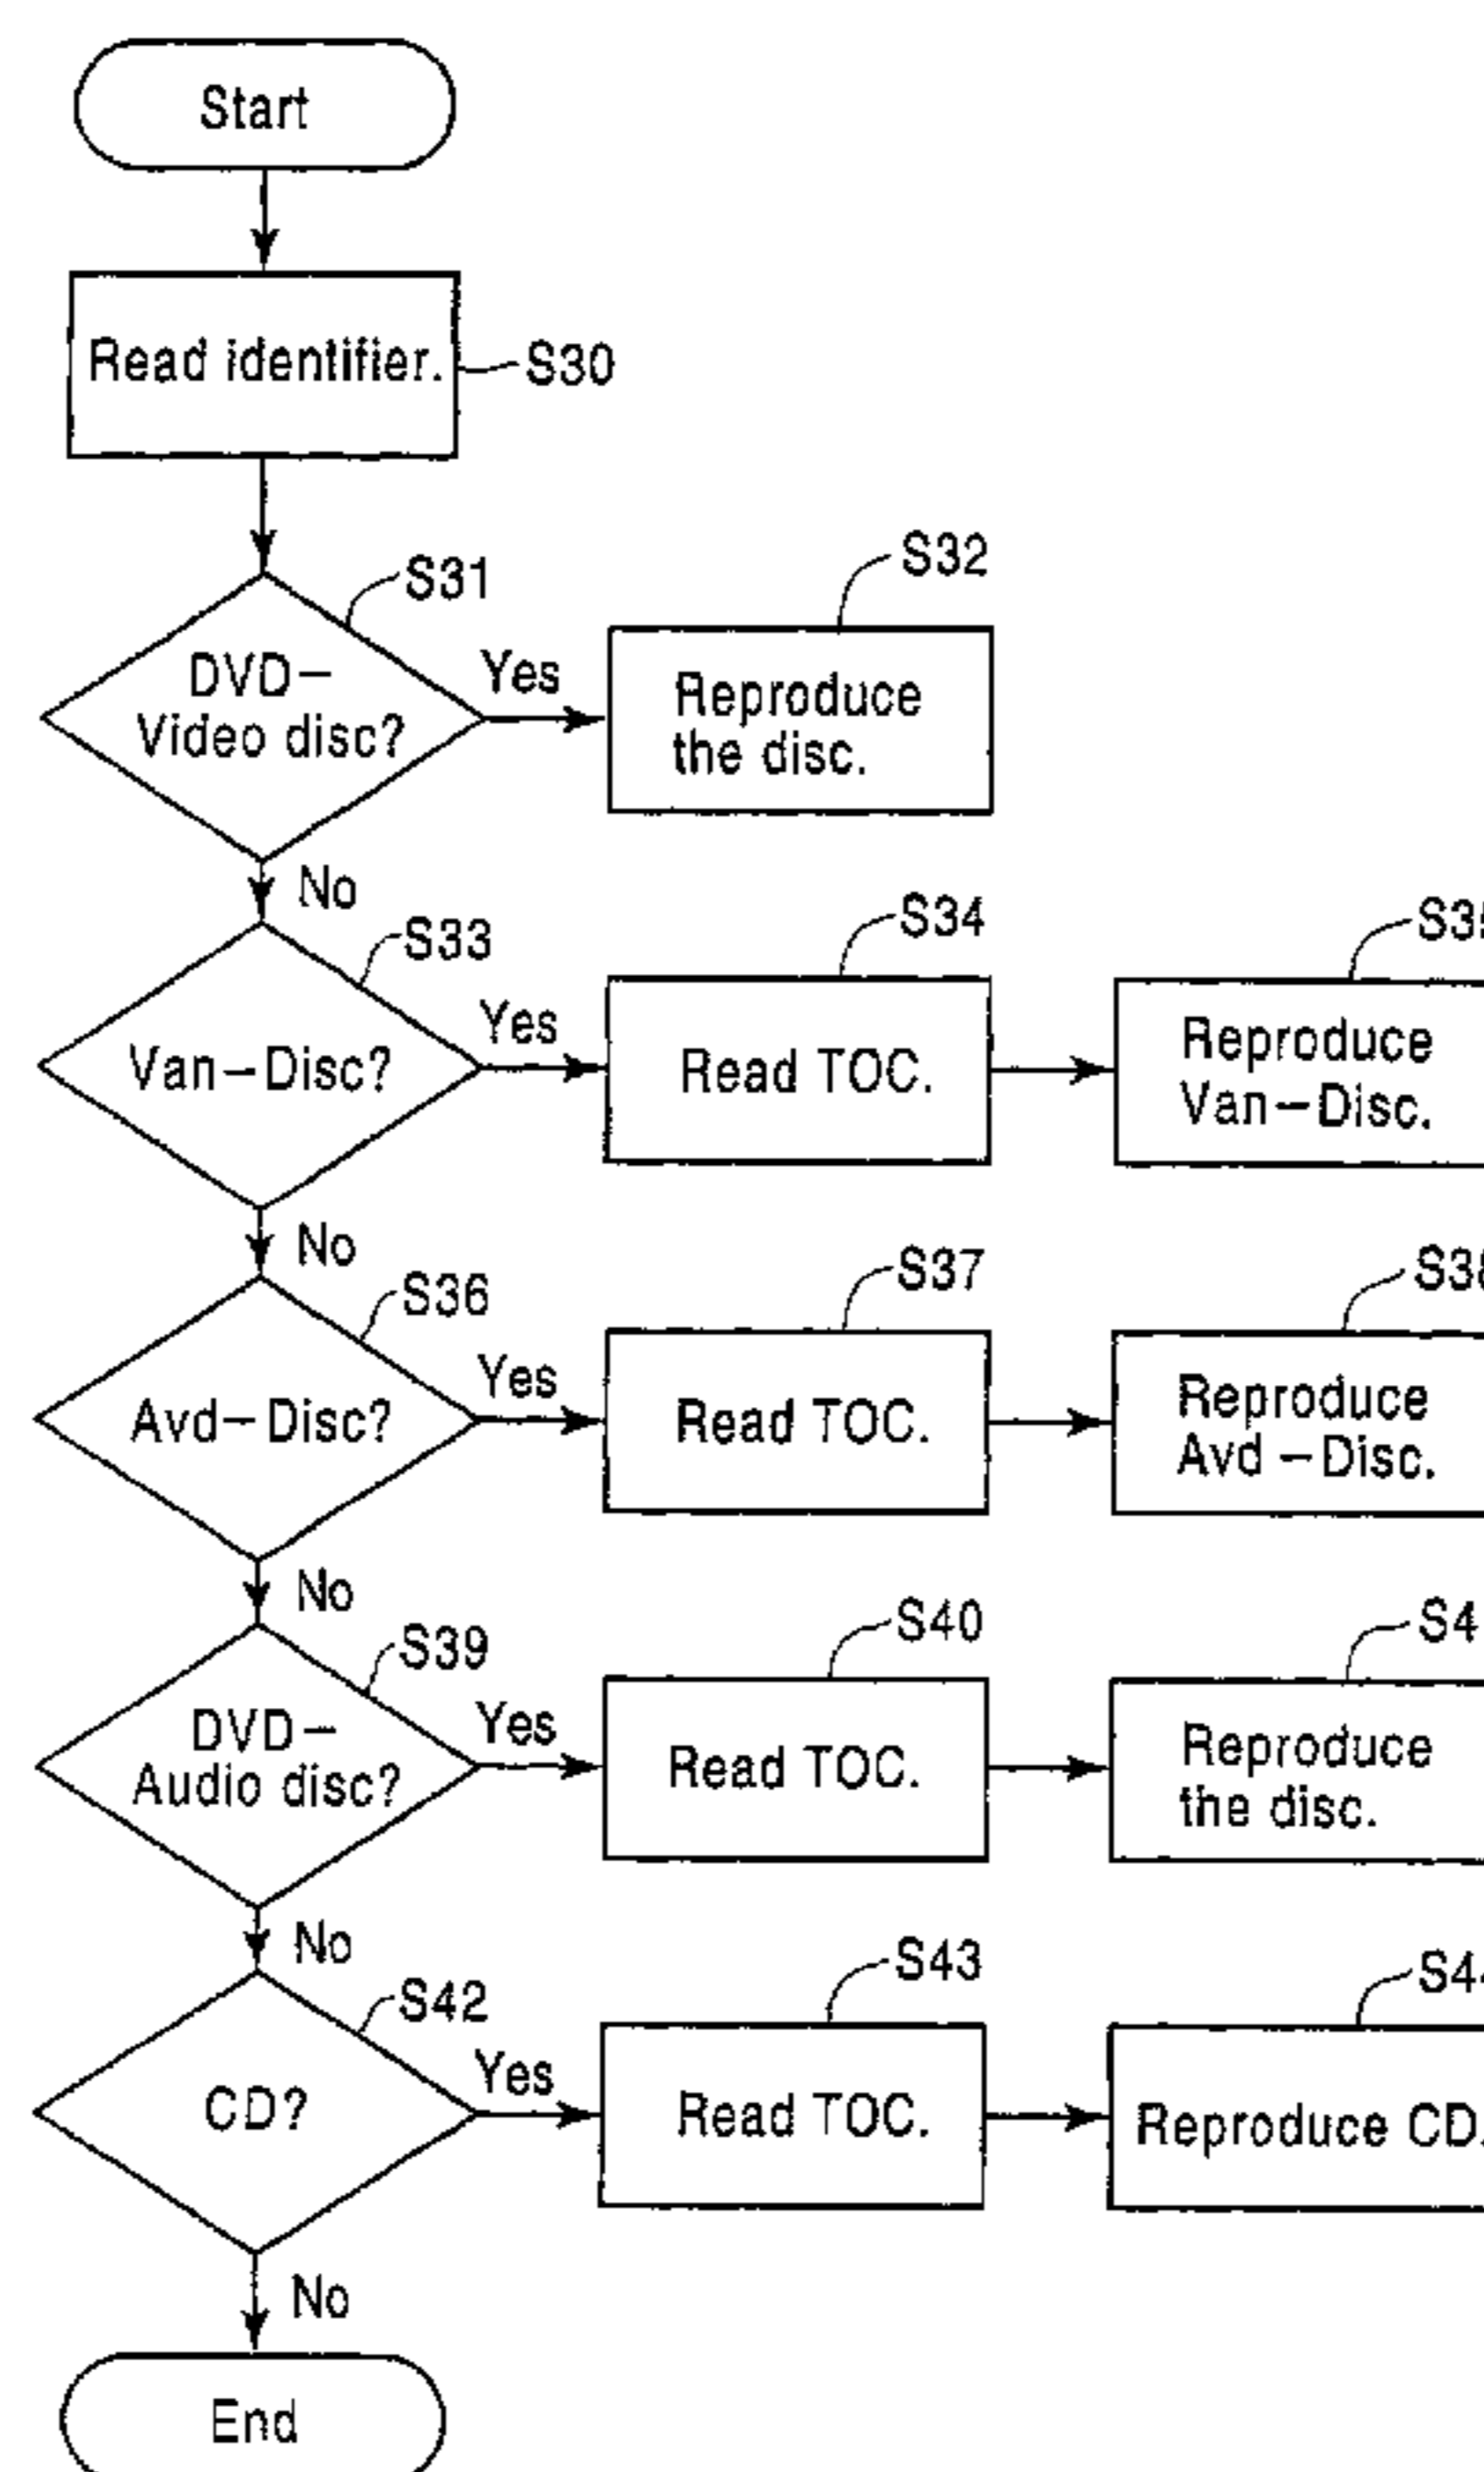 Start
Read identifier.
S30
S31
DVD–
Video disc?
Yes
S32
Reproduce
the disc.
No
S33
Van–Disc?
Yes
S34
Read TOC.
Reproduce
Van–Disc.
No
S36
Avd–Disc?
Yes
S37
Read TOC.
Reproduce
Avd –Disc.
No
S39
DVD–
Audio disc?
Yes
S40
Read TOC.
Reproduce
the disc.
No
S42
CD?
Yes
S43
Read TOC.
Reproduce CD.
No
End